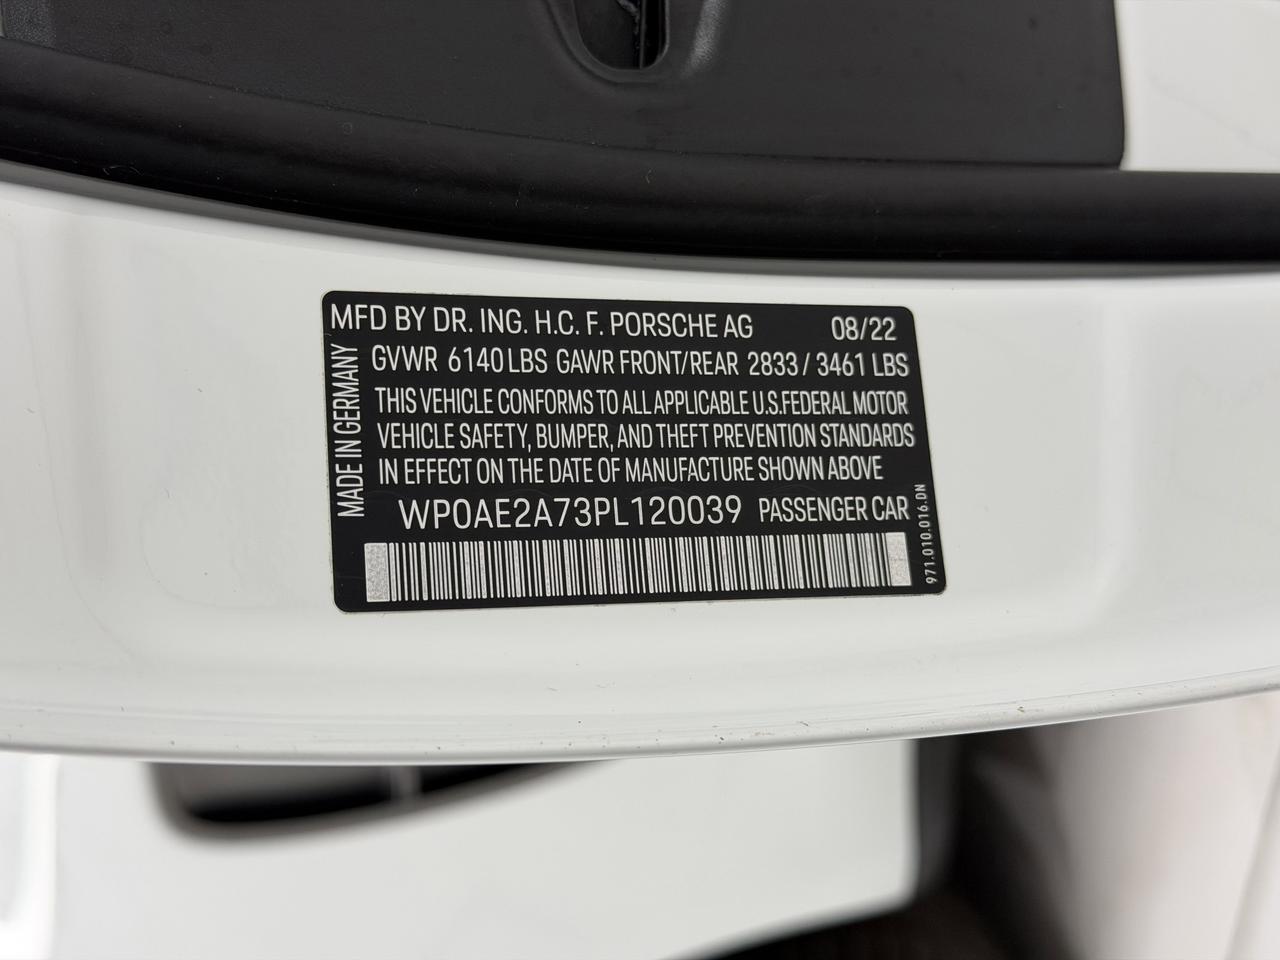 MFD BY DR. ING. H.C. F. PORSCHE AG 08/22
GVWR 6140 LBS GAWR FRONT/REAR 2833 / 3461 LBS
THIS VEHICLE CONFORMS TO ALL APPLICABLE U.S.FEDERAL MOTOR
VEHICLE SAFETY, BUMPER, AND THEFT PREVENTION STANDARDS
IN EFFECT ON THE DATE OF MANUFACTURE SHOWN ABOVE
WP0AE2A73PL120039 PASSENGER CAR
MADE IN GERMANY
971.010.016.DN